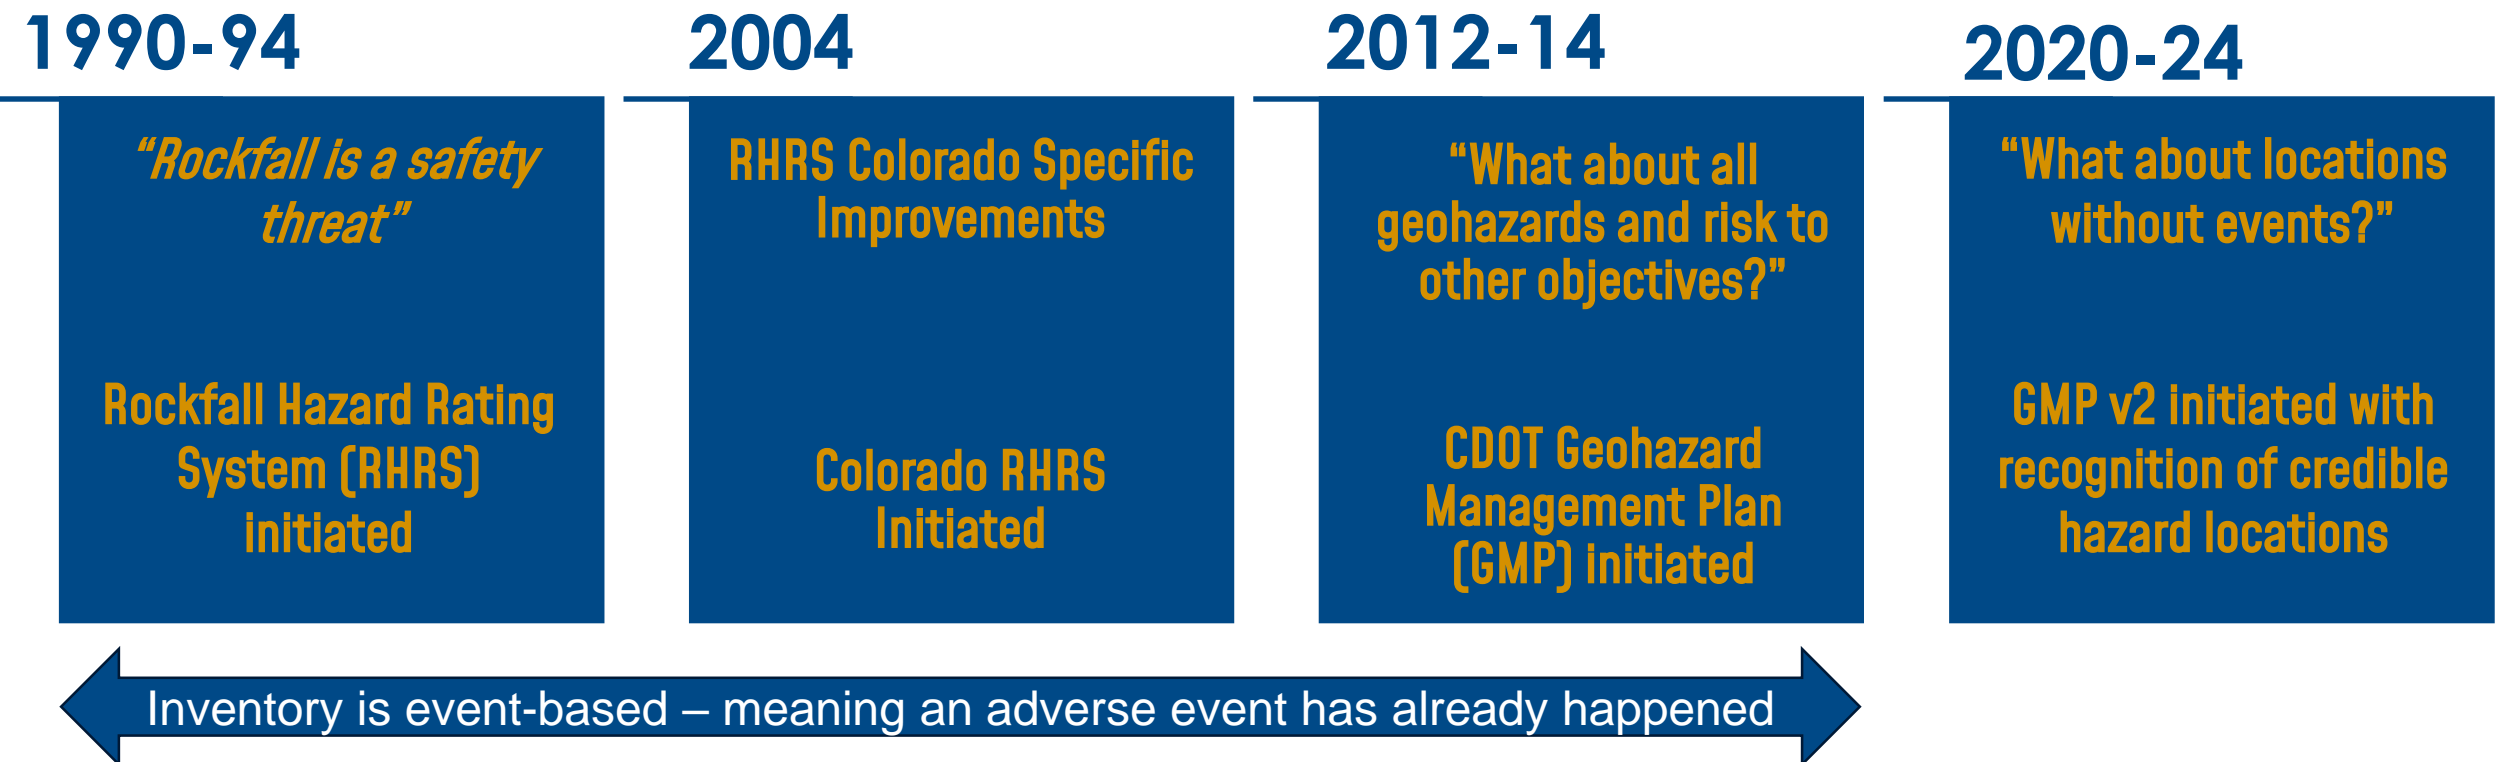 1990-94
“Rockfall is a safety
threat”
Rockfall Hazard Rating
System (RHRS)
initiated
2004
RHRS Colorado Specific
Improvements
Colorado RHRS
Initiated
2012-14
“What about all
geohazards and risk to
other objectives?”
CDOT Geohazard
Management Plan
(GMP) initiated
2020-24
“What about locations
without events?”
GMP v2 initiated with
recognition of credible
hazard locations
Inventory is event-based – meaning an adverse event has already happened